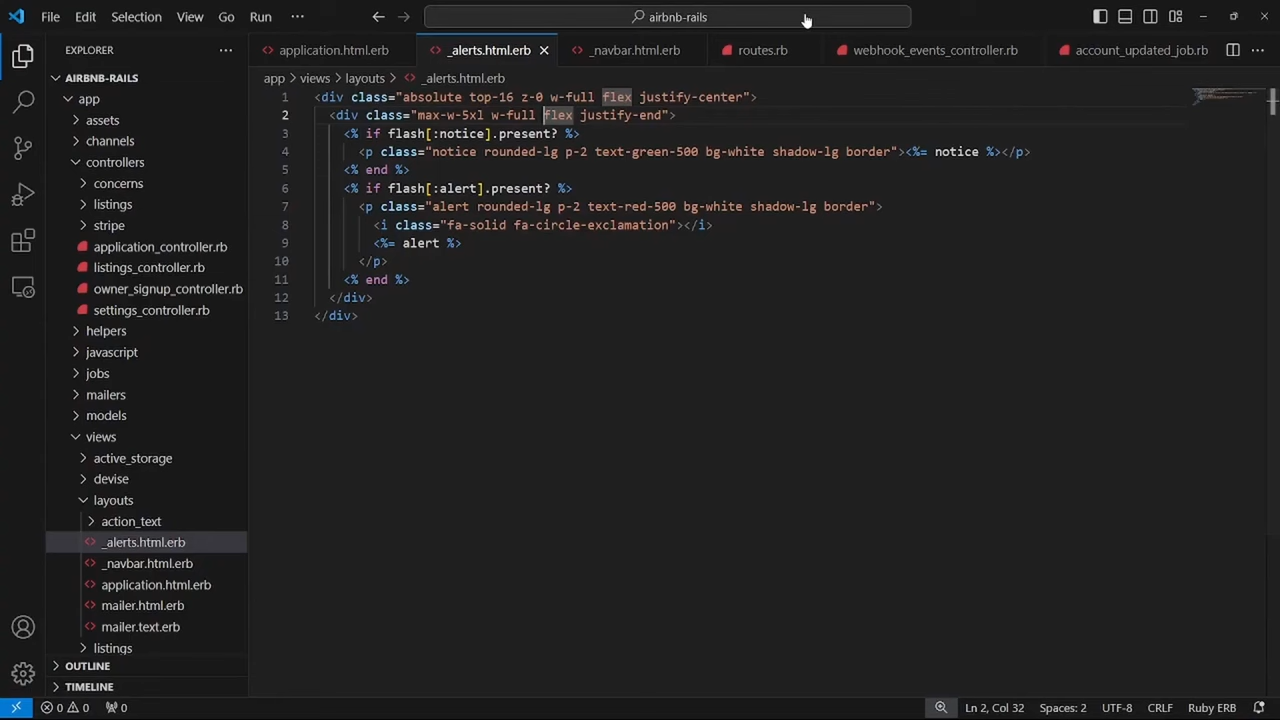 File Edit Selection View Go Run ··· airbnb-rails
EXPLORER ···
application.html.erb _alerts.html.erb _navbar.html.erb routes.rb webhook_events_controller.rb account_updated_job.rb ···
AIRBNB-RAILS
app
assets
channels
controllers
concerns
listings
stripe
application_controller.rb
listings_controller.rb
owner_signup_controller.rb
settings_controller.rb
helpers
javascript
jobs
mailers
models
views
active_storage
devise
layouts
action_text
_alerts.html.erb
_navbar.html.erb
application.html.erb
mailer.html.erb
mailer.text.erb
listings
OUTLINE
TIMELINE
app > views > layouts > _alerts.html.erb
1 <div class="absolute top-16 z-0 w-full flex justify-center">
2 <div class="max-w-5xl w-full flex justify-end">
3 <% if flash[:notice].present? %>
4 <p class="notice rounded-lg p-2 text-green-500 bg-white shadow-lg border"><%= notice %></p>
5 <% end %>
6 <% if flash[:alert].present? %>
7 <p class="alert rounded-lg p-2 text-red-500 bg-white shadow-lg border">
8 <i class="fa-solid fa-circle-exclamation"></i>
9 <%= alert %>
10 </p>
11 <% end %>
12 </div>
13 </div>
0 0 0 Ln 2, Col 32 Spaces: 2 UTF-8 CRLF Ruby ERB